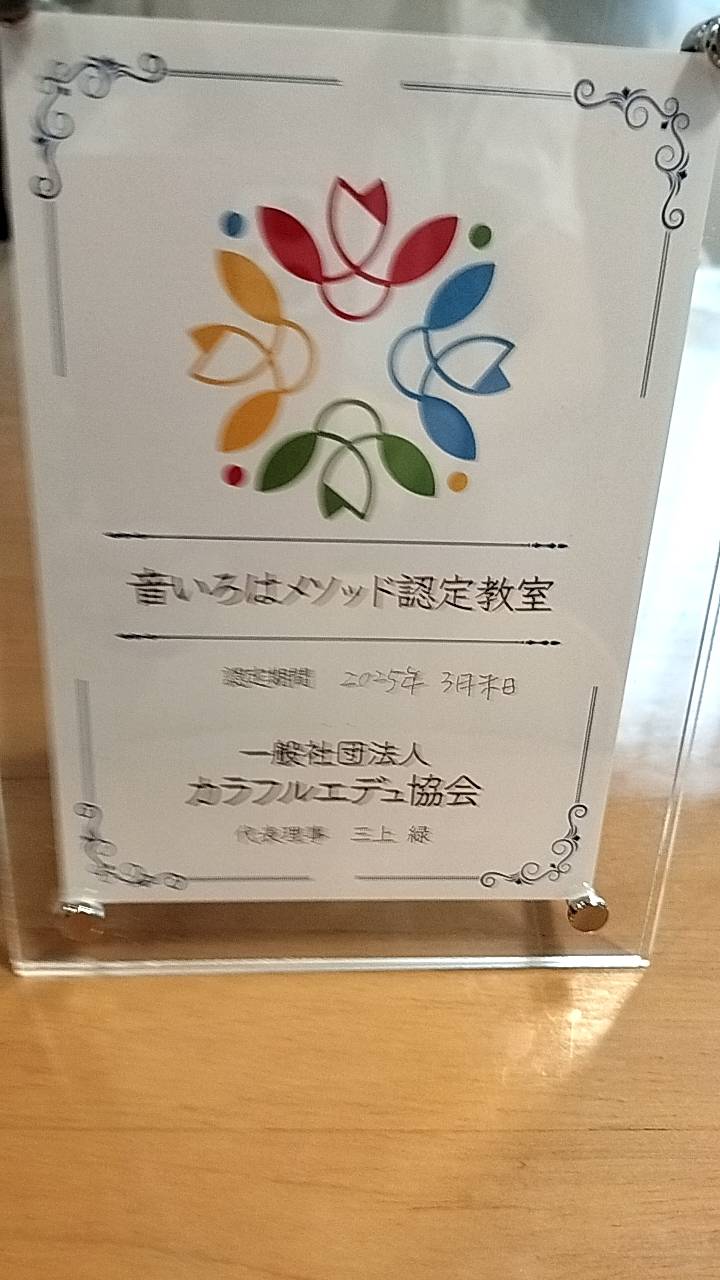 音いろはメソッド認定教室
認定期間 2025年 3月末日
一般社団法人
カラフルエデュ協会
代表理事 三上 緑